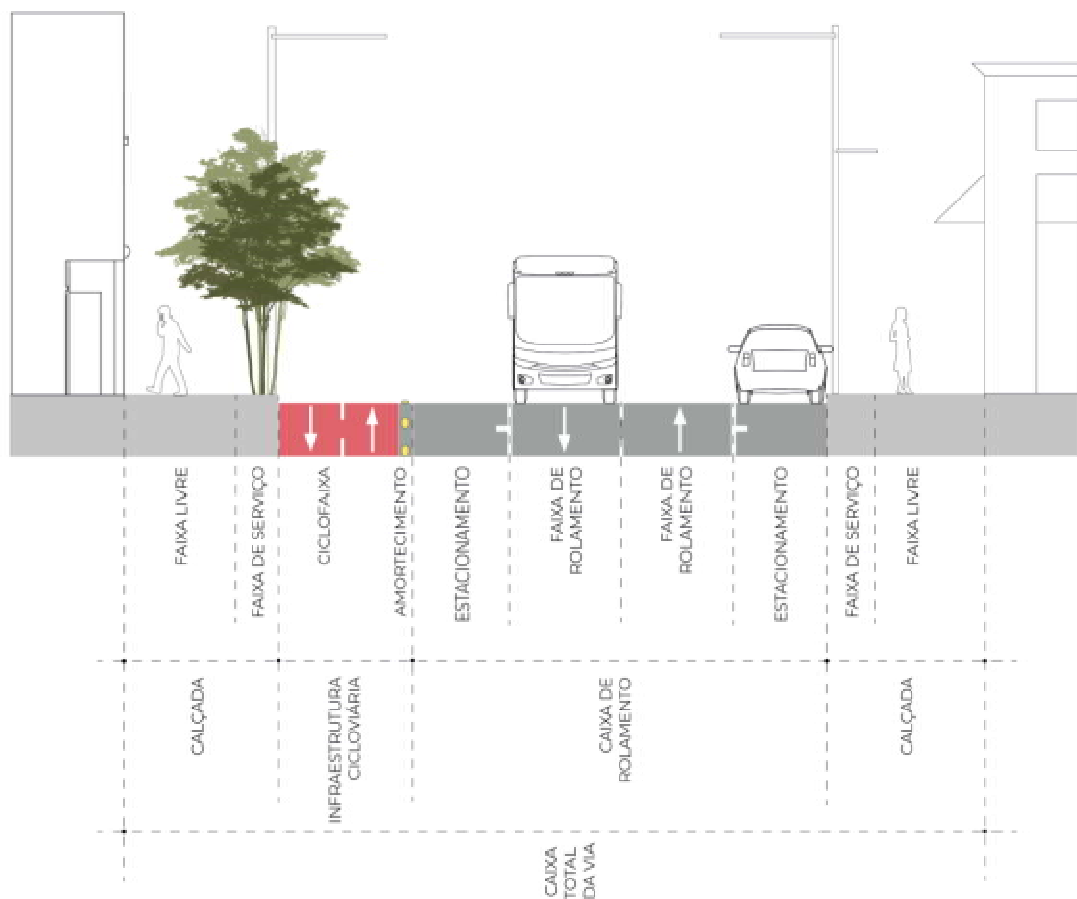 FAIXA LIVRE
FAIXA DE SERVIÇO
CICLOFAIXA
AMORTECIMENTO
ESTACIONAMENTO
FAIXA DE
ROLAMENTO
FAIXA DE
ROLAMENTO
ESTACIONAMENTO
FAIXA DE SERVIÇO
FAIXA LIVRE
CALÇADA
INFRAESTRUTURA
CICLOVIÁRIA
CAIXA DE
ROLAMENTO
CALÇADA
CAIXA
TOTAL
DA VIA